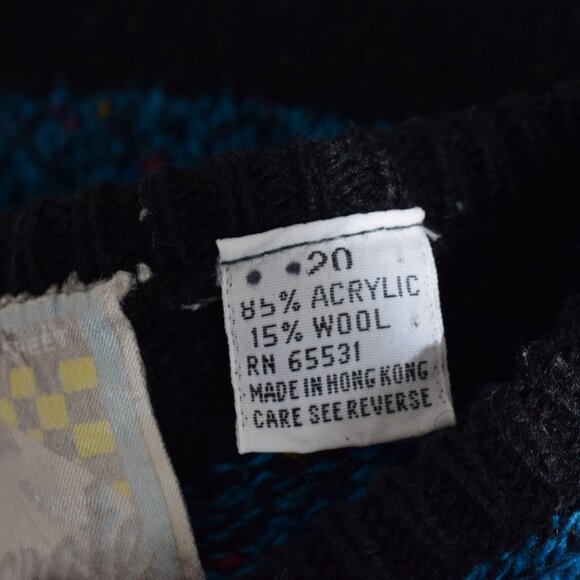 20
85% ACRYLIC
15% WOOL
RN 65531
MADE IN HONG KONG
CARE SEE REVERSE